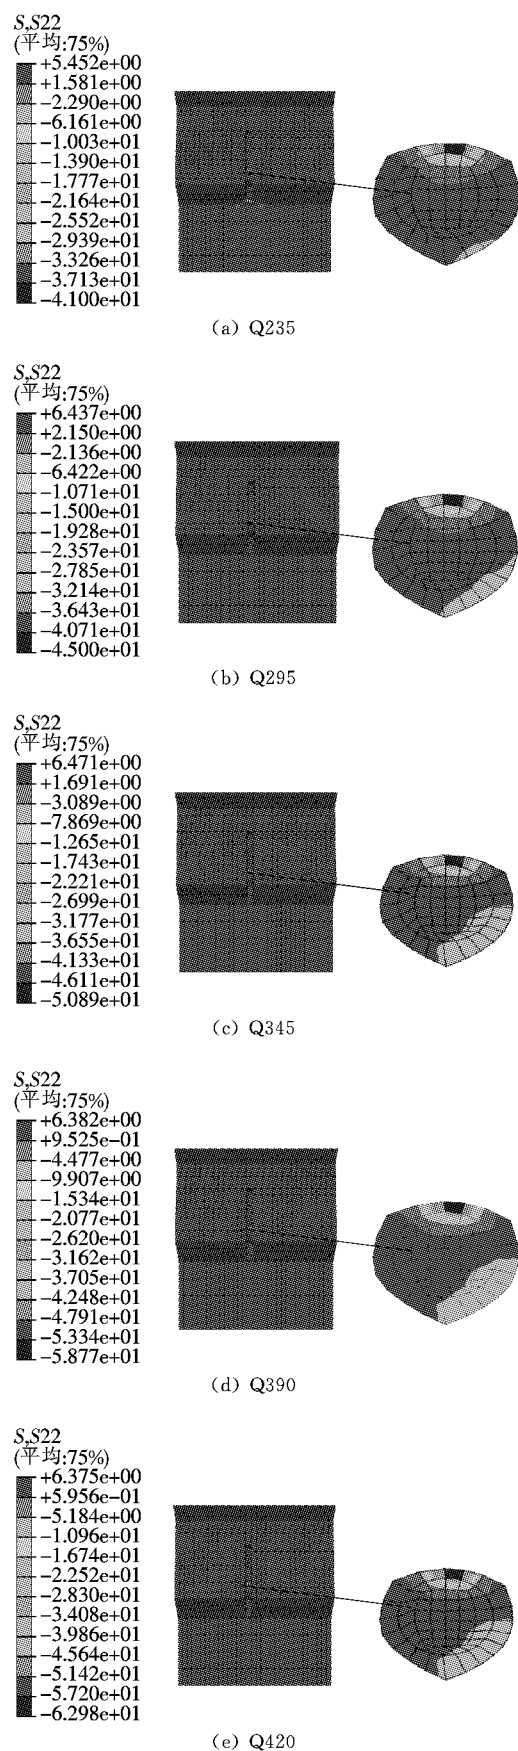 S,S22
(平均:75%)
+5.452e+00
+1.581e+00
−2.290e+00
−6.161e+00
−1.003e+01
−1.390e+01
−1.777e+01
−2.164e+01
−2.552e+01
−2.939e+01
−3.326e+01
−3.713e+01
−4.100e+01
(a) Q235
S,S22
(平均:75%)
+6.437e+00
+2.150e+00
−2.136e+00
−6.422e+00
−1.071e+01
−1.500e+01
−1.928e+01
−2.357e+01
−2.785e+01
−3.214e+01
−3.643e+01
−4.071e+01
−4.500e+01
(b) Q295
S,S22
(平均:75%)
+6.471e+00
+1.691e+00
−3.089e+00
−7.869e+00
−1.265e+01
−1.743e+01
−2.221e+01
−2.699e+01
−3.177e+01
−3.655e+01
−4.133e+01
−4.611e+01
−5.089e+01
(c) Q345
S,S22
(平均:75%)
+6.382e+00
+9.525e−01
−4.477e+00
−9.907e+00
−1.534e+01
−2.077e+01
−2.620e+01
−3.162e+01
−3.705e+01
−4.248e+01
−4.791e+01
−5.334e+01
−5.877e+01
(d) Q390
S,S22
(平均:75%)
+6.375e+00
+5.956e−01
−5.184e+00
−1.096e+01
−1.674e+01
−2.252e+01
−2.830e+01
−3.408e+01
−3.986e+01
−4.564e+01
−5.142e+01
−5.720e+01
−6.298e+01
(e) Q420